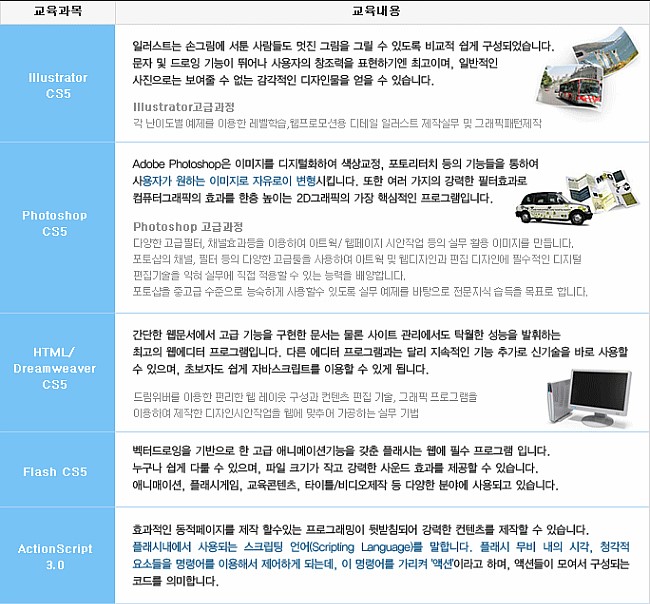 교육과목
교육내용
Illustrator
CS5
일러스트는 손그림에 서툰 사람들도 멋진 그림을 그릴 수 있도록 비교적 쉽게 구성되었습니다.
문자 및 드로잉 기능이 뛰어나 사용자의 창조력을 표현하기엔 최고이며, 일반적인
사진으로는 보여줄 수 없는 감각적인 디자인물을 얻을 수 있습니다.
Illustrator고급과정
각 난이도별 예제를 이용한 레벨학습,웹프로모션용 디테일 일러스트 제작실무 및 그래픽패턴제작
Photoshop
CS5
Adobe Photoshop은 이미지를 디지털화하여 색상교정, 포토리터치 등의 기능들을 통하여
사용자가 원하는 이미지로 자유로이 변형시킵니다. 또한 여러 가지의 강력한 필터효과로
컴퓨터그래픽의 효과를 한층 높이는 2D그래픽의 가장 핵심적인 프로그램입니다.
Photoshop 고급과정
다양한 고급필터, 채널효과등을 이용하여 아트웍/ 웹페이지 시안작업 등의 실무 활용 이미지를 만듭니다.
포토샵의 채널, 필터 등의 다양한 고급툴을 사용하여 아트웍 및 웹디자인과 편집 디자인에 필수적인 디지털
편집기술을 익혀 실무에 직접 적용할 수 있는 능력을 배양합니다.
포토샵을 중고급 수준으로 능숙하게 사용할수 있도록 실무 예제를 바탕으로 전문지식 습득을 목표로 합니다.
HTML/
Dreamweaver
CS5
간단한 웹문서에서 고급 기능을 구현한 문서는 물론 사이트 관리에서도 탁월한 성능을 발휘하는
최고의 웹에디터 프로그램입니다. 다른 에디터 프로그램과는 달리 지속적인 기능 추가로 신기술을 바로 사용할
수 있으며, 초보자도 쉽게 자바스크립트를 이용할 수 있게 됩니다.
드림위버를 이용한 편리한 웹 레이웃 구성과 컨텐츠 편집 기술, 그래픽 프로그램을
이용하여 제작한 디자인시안작업을 웹에 맞추어 가공하는 실무 기법
Flash CS5
벡터드로잉을 기반으로 한 고급 애니메이션기능을 갖춘 플래시는 웹에 필수 프로그램 입니다.
누구나 쉽게 다룰 수 있으며, 파일 크기가 작고 강력한 사운드 효과를 제공할 수 있습니다.
애니매이션, 플래시게임, 교육콘텐츠, 타이틀/비디오제작 등 다양한 분야에 사용되고 있습니다.
ActionScript
3.0
효과적인 동적페이지를 제작 할수있는 프로그래밍이 뒷받침되어 강력한 컨텐츠를 제작할 수 있습니다.
플래시내에서 사용되는 스크립팅 언어(Scripting Language)를 말합니다. 플래시 무비 내의 시각, 청각적
요소들을 명령어를 이용해서 제어하게 되는데, 이 명령어를 가리켜 '액션'이라고 하며, 액션들이 모여서 구성되는
코드를 의미합니다.